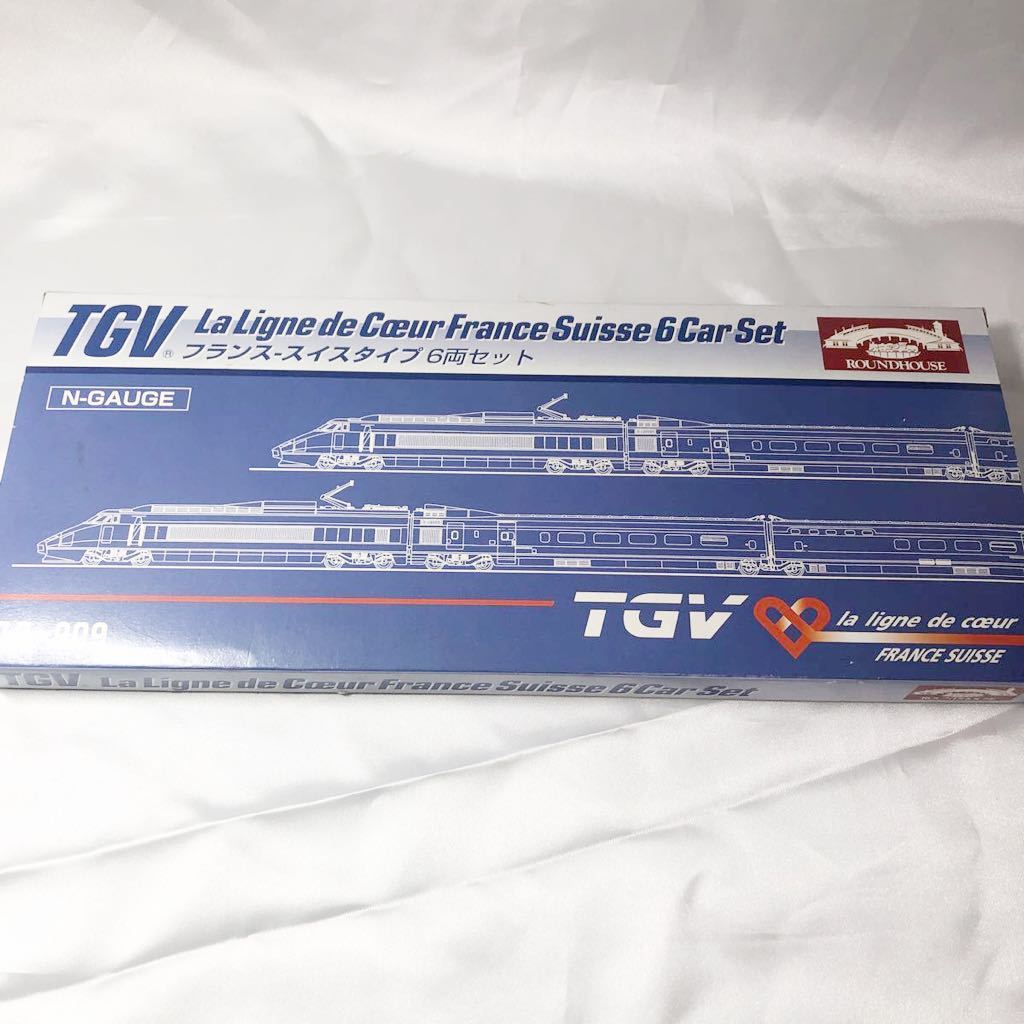 TGV® La Ligne de Cœur France Suisse 6 Car Set
フランス-スイスタイプ 6両セット
ROUNDHOUSE
N-GAUGE
TGV la ligne de cœur
FRANCE SUISSE
TGV La Ligne de Cœur France Suisse 6 Car Set